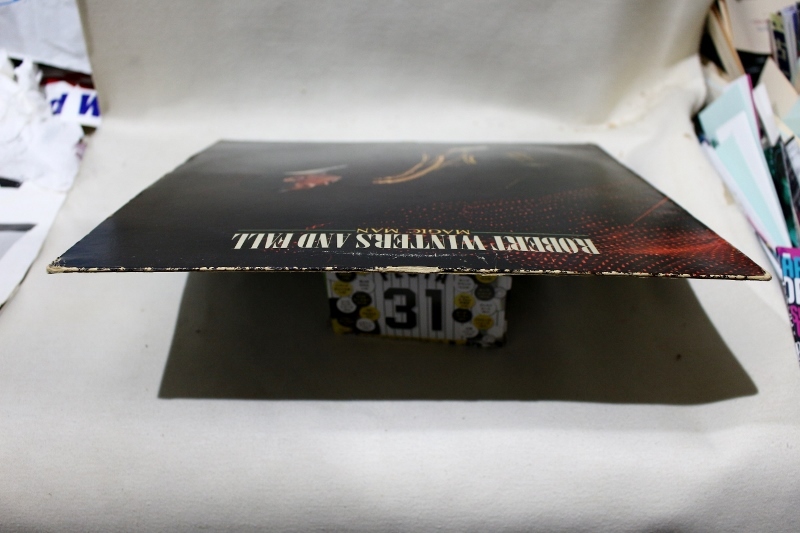 ROBERT WINTERS AND FALL
MAGIC MAN
31
M P